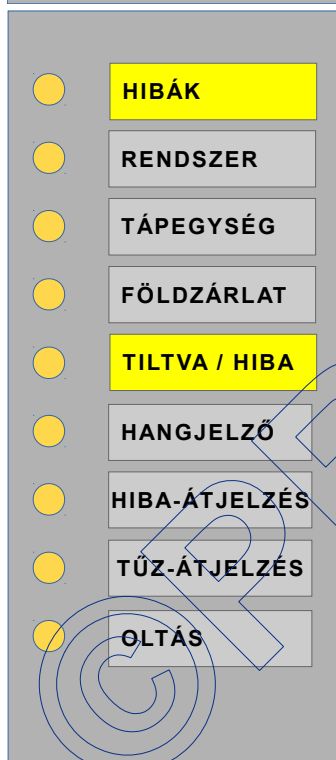 HIBÁK
RENDSZER
TÁPEGYSÉG
FÖLDZÁRLAT
TILTVA / HIBA
HANGJELZŐ
HIBA-ÁTJELZÉS
TŰZ-ÁTJELZÉS
OLTÁS